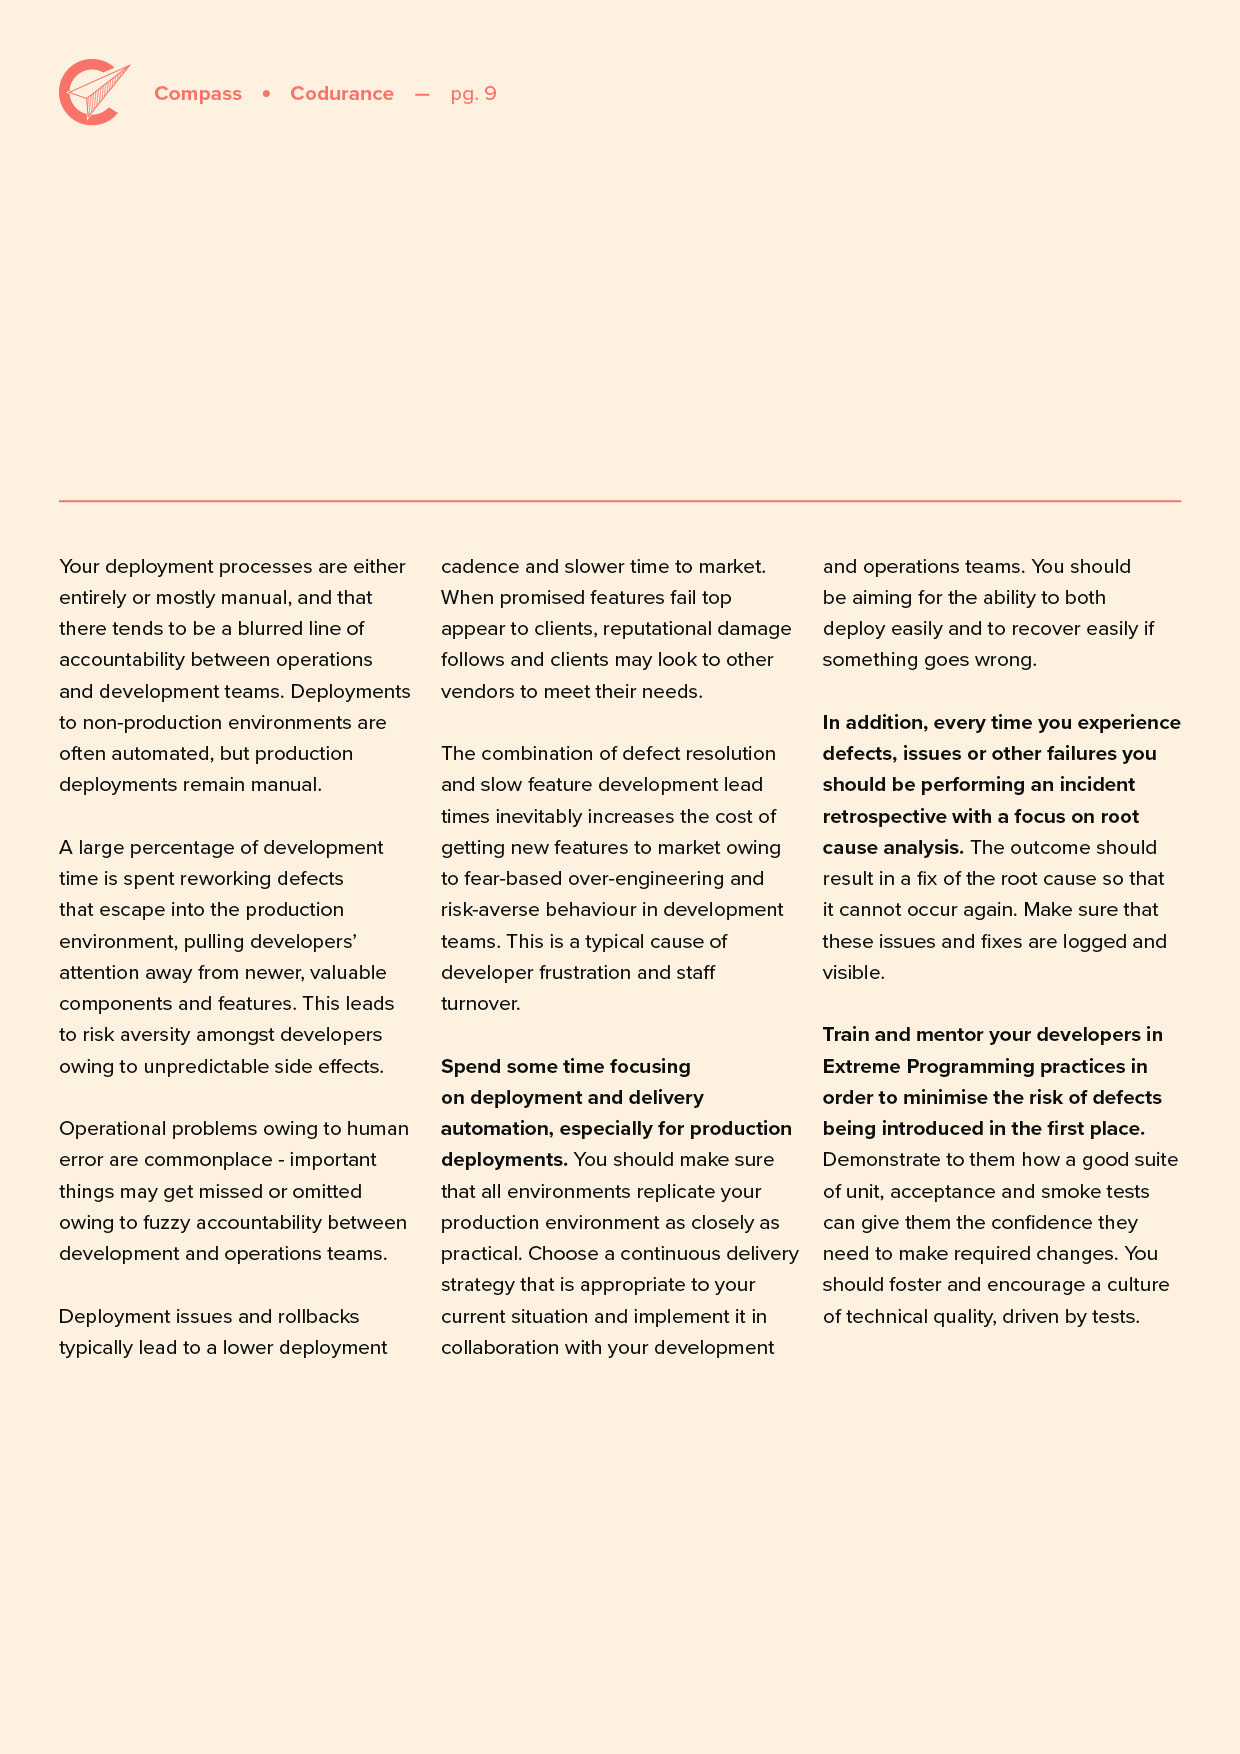 Compass • Codurance — pg. 9
Your deployment processes are either
entirely or mostly manual, and that
there tends to be a blurred line of
accountability between operations
and development teams. Deployments
to non-production environments are
often automated, but production
deployments remain manual.
A large percentage of development
time is spent reworking defects
that escape into the production
environment, pulling developers’
attention away from newer, valuable
components and features. This leads
to risk aversity amongst developers
owing to unpredictable side effects.
Operational problems owing to human
error are commonplace - important
things may get missed or omitted
owing to fuzzy accountability between
development and operations teams.
Deployment issues and rollbacks
typically lead to a lower deployment
cadence and slower time to market.
When promised features fail top
appear to clients, reputational damage
follows and clients may look to other
vendors to meet their needs.
The combination of defect resolution
and slow feature development lead
times inevitably increases the cost of
getting new features to market owing
to fear-based over-engineering and
risk-averse behaviour in development
teams. This is a typical cause of
developer frustration and staff
turnover.
Spend some time focusing
on deployment and delivery
automation, especially for production
deployments. You should make sure
that all environments replicate your
production environment as closely as
practical. Choose a continuous delivery
strategy that is appropriate to your
current situation and implement it in
collaboration with your development
and operations teams. You should
be aiming for the ability to both
deploy easily and to recover easily if
something goes wrong.
In addition, every time you experience
defects, issues or other failures you
should be performing an incident
retrospective with a focus on root
cause analysis. The outcome should
result in a fix of the root cause so that
it cannot occur again. Make sure that
these issues and fixes are logged and
visible.
Train and mentor your developers in
Extreme Programming practices in
order to minimise the risk of defects
being introduced in the first place.
Demonstrate to them how a good suite
of unit, acceptance and smoke tests
can give them the confidence they
need to make required changes. You
should foster and encourage a culture
of technical quality, driven by tests.